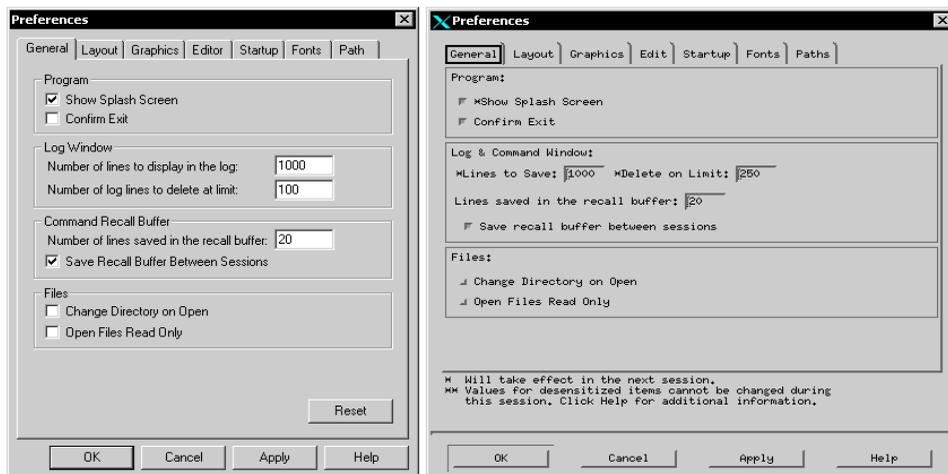 Preferences
General Layout Graphics Editor Startup Fonts Path
Program
Show Splash Screen
Confirm Exit
Log Window
Number of lines to display in the log: 1000
Number of log lines to delete at limit: 100
Command Recall Buffer
Number of lines saved in the recall buffer: 20
Save Recall Buffer Between Sessions
Files
Change Directory on Open
Open Files Read Only
Reset
OK Cancel Apply Help
Preferences
General Layout Graphics Edit Startup Fonts Paths
Program:
*Show Splash Screen
Confirm Exit
Log & Command Window:
*Lines to Save: 1000 *Delete on Limit: 250
Lines saved in the recall buffer: 20
Save recall buffer between sessions
Files:
Change Directory on Open
Open Files Read Only
* Will take effect in the next session.
** Values for desensitized items cannot be changed during
this session. Click Help for additional information.
OK Cancel Apply Help